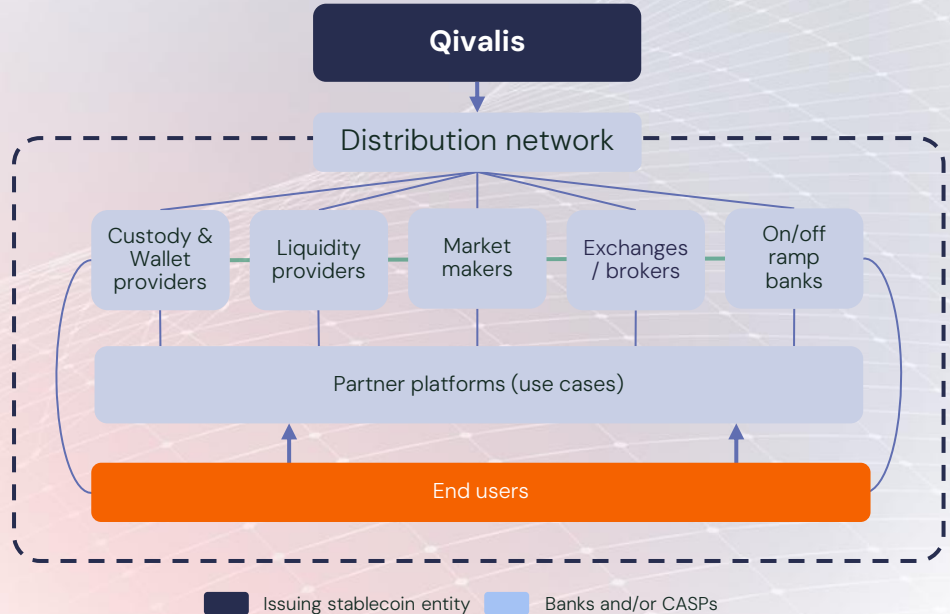 Qivalis
Distribution network
Custody &
Wallet
providers
Liquidity
providers
Market
makers
Exchanges
/ brokers
On/off
ramp
banks
Partner platforms (use cases)
End users
Issuing stablecoin entity
Banks and/or CASPs